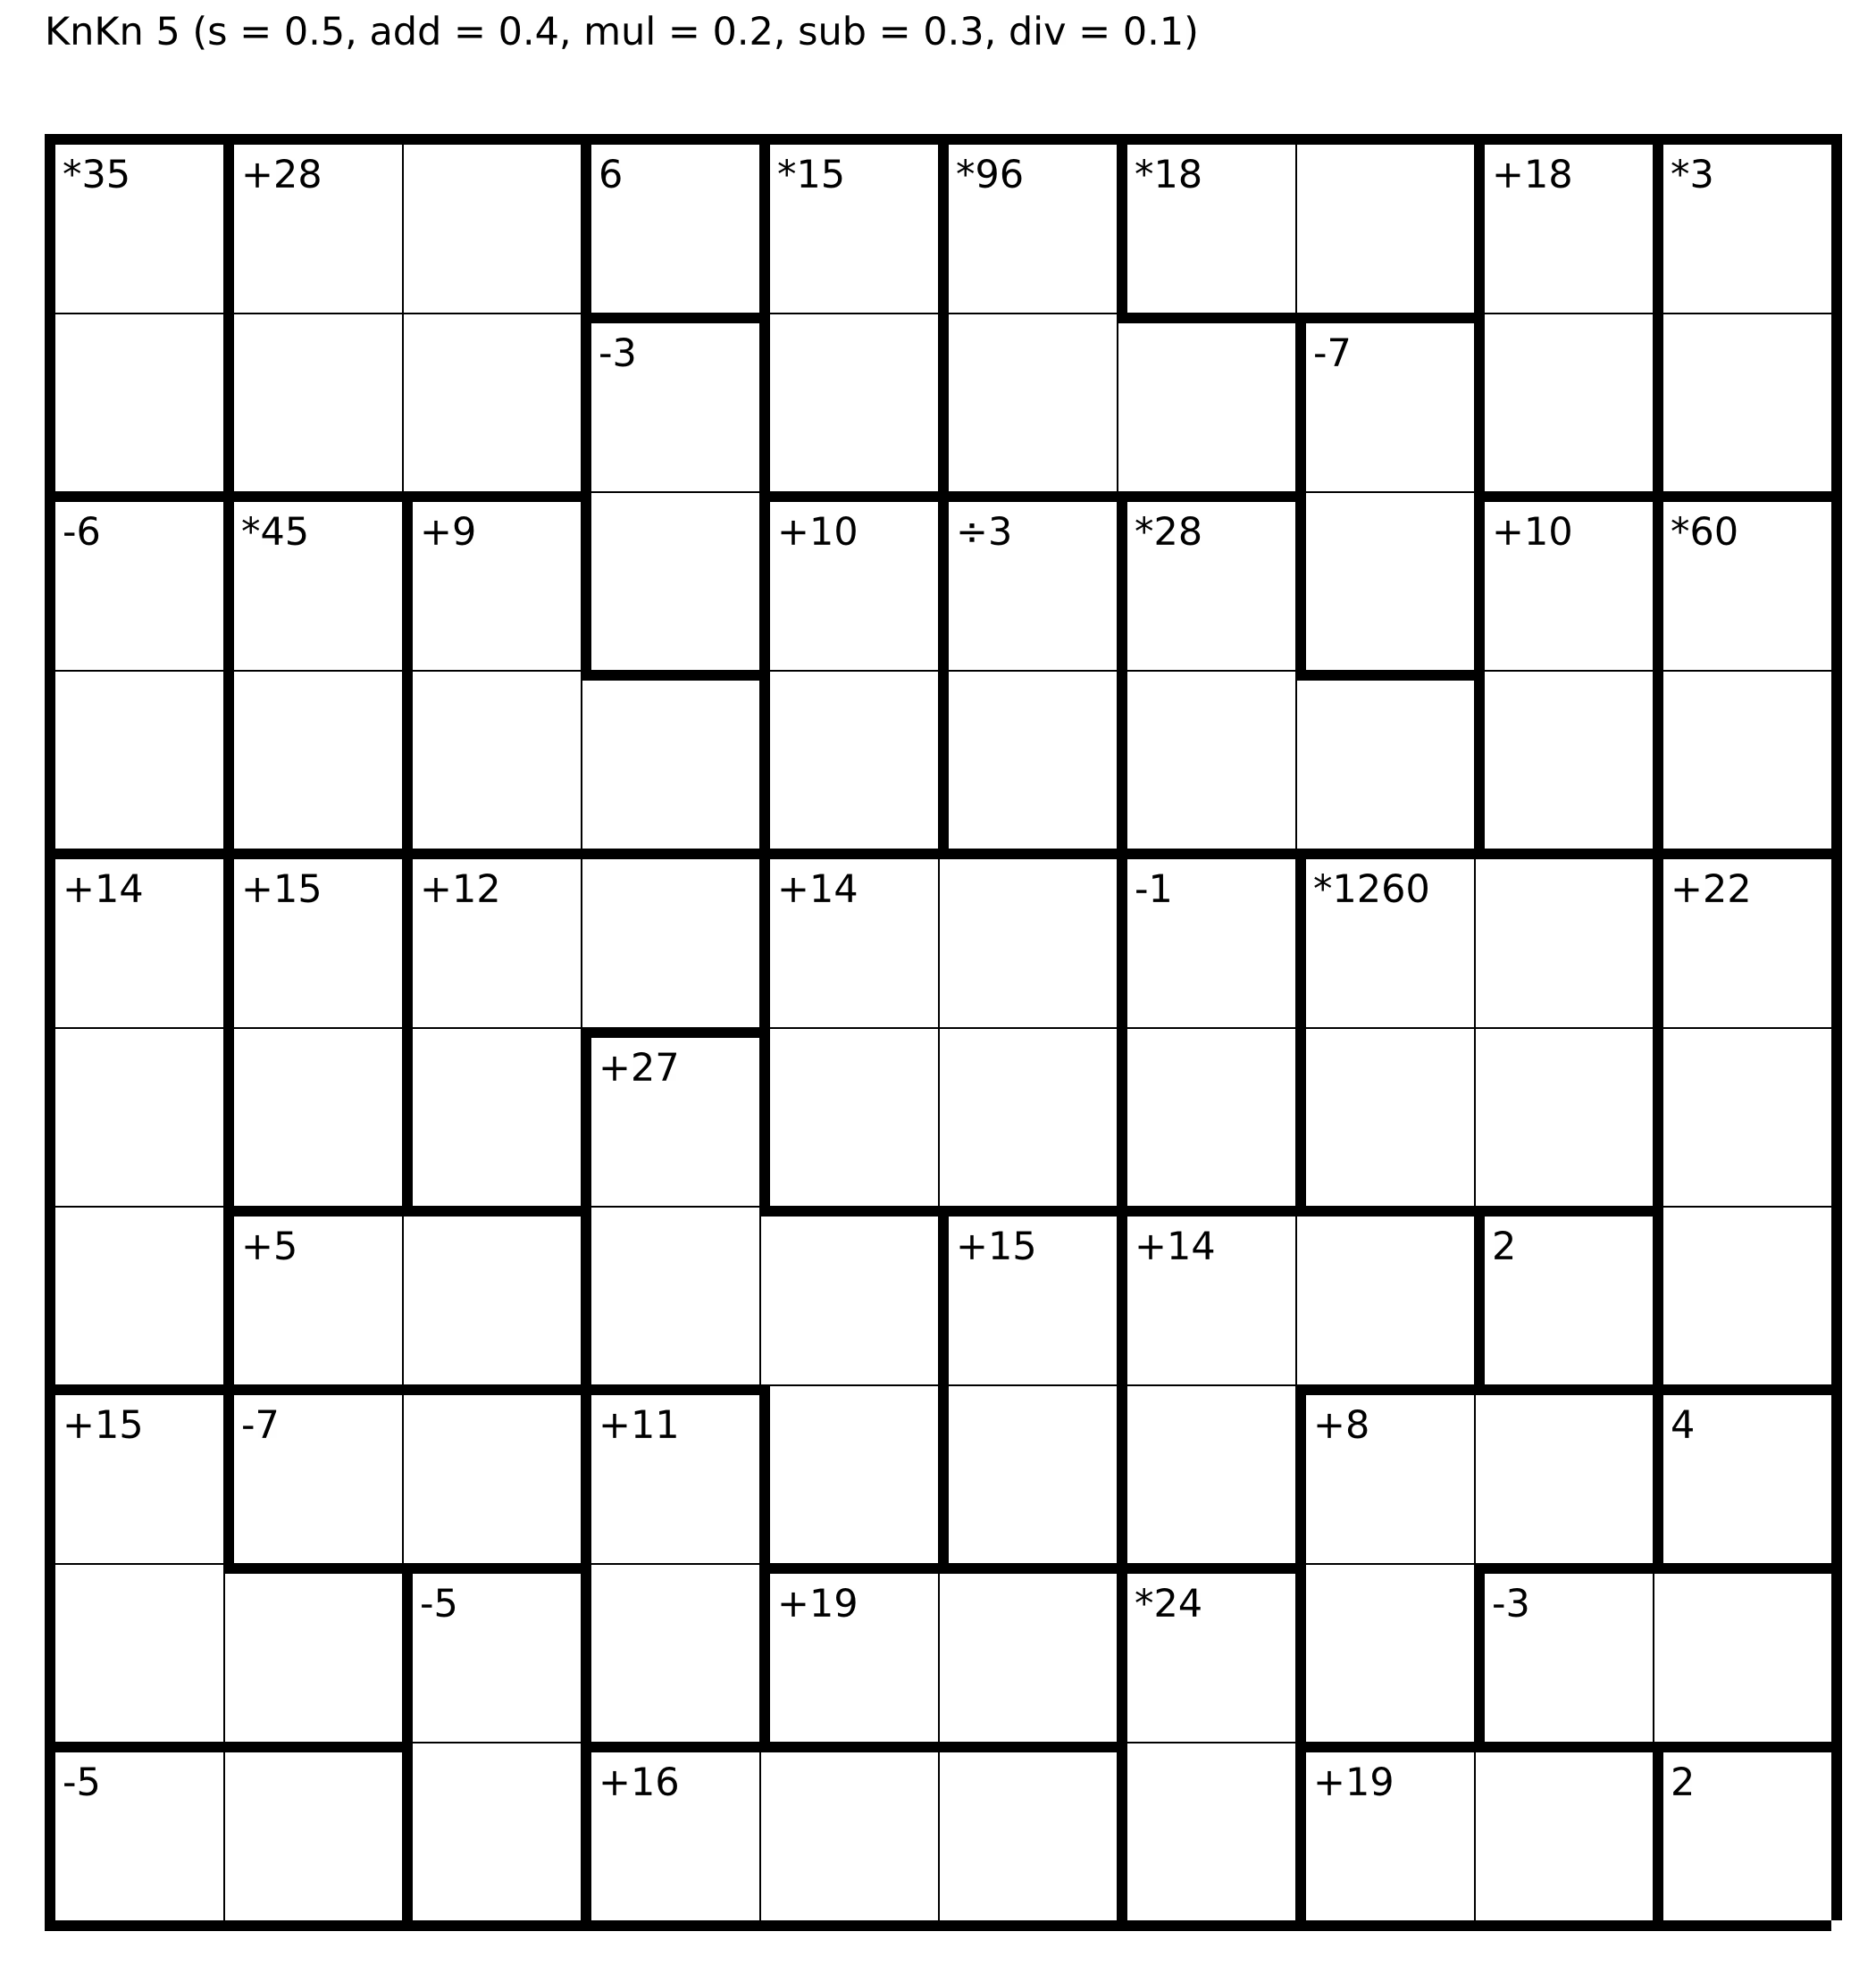 KnKn 5 (s = 0.5, add = 0.4, mul = 0.2, sub = 0.3, div = 0.1)
*35 +28 6 *15 *96 *18 +18 *3
-3 -7
-6 *45 +9 +10 ÷3 *28 +10 *60
+14 +15 +12 +14 -1 *1260 +22
+27
+5 +15 +14 2
+15 -7 +11 +8 4
-5 +19 *24 -3
-5 +16 +19 2